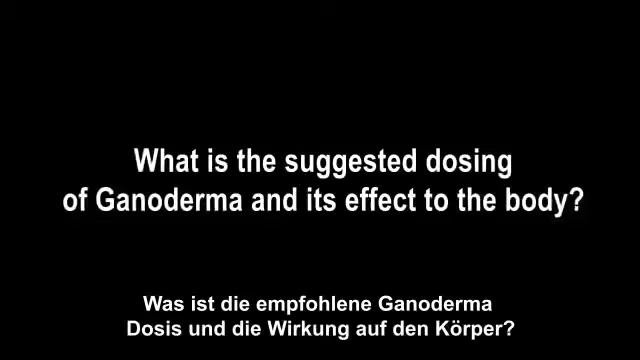 What is the suggested dosing
of Ganoderma and its effect to the body?
Was ist die empfohlene Ganoderma
Dosis und die Wirkung auf den Körper?